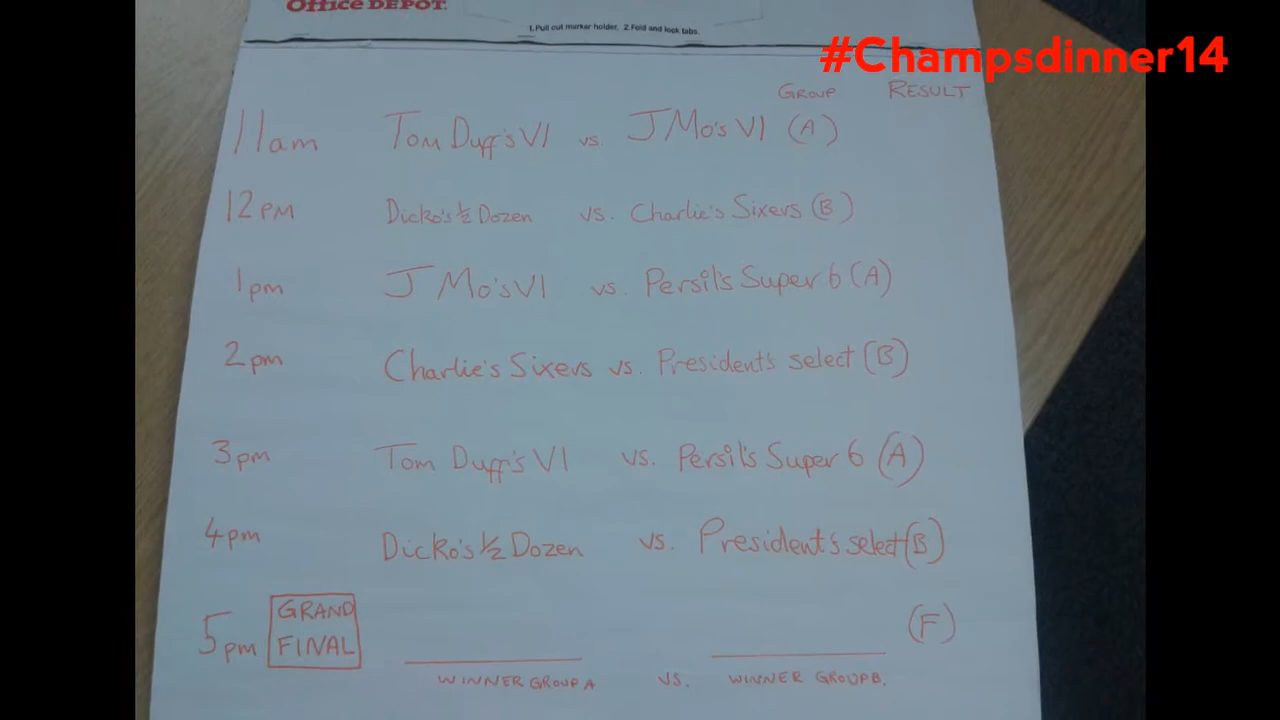 Office DEPOT.
1.Pull out marker holder. 2.Fold and lock tabs.
#Champsdinner14
GROUP RESULT
11am Tom Duff's VI vs. J Mo's VI (A)
12PM Dicko's ½ Dozen vs. Charlie's Sixers (B)
1pm J Mo's VI vs. Persil's Super 6 (A)
2pm Charlie's Sixers vs. President's select (B)
3pm Tom Duff's VI vs. Persil's Super 6 (A)
4pm Dicko's ½ Dozen vs. President's select (B)
5pm GRAND FINAL (F)
WINNER GROUP A vs. WINNER GROUP B.